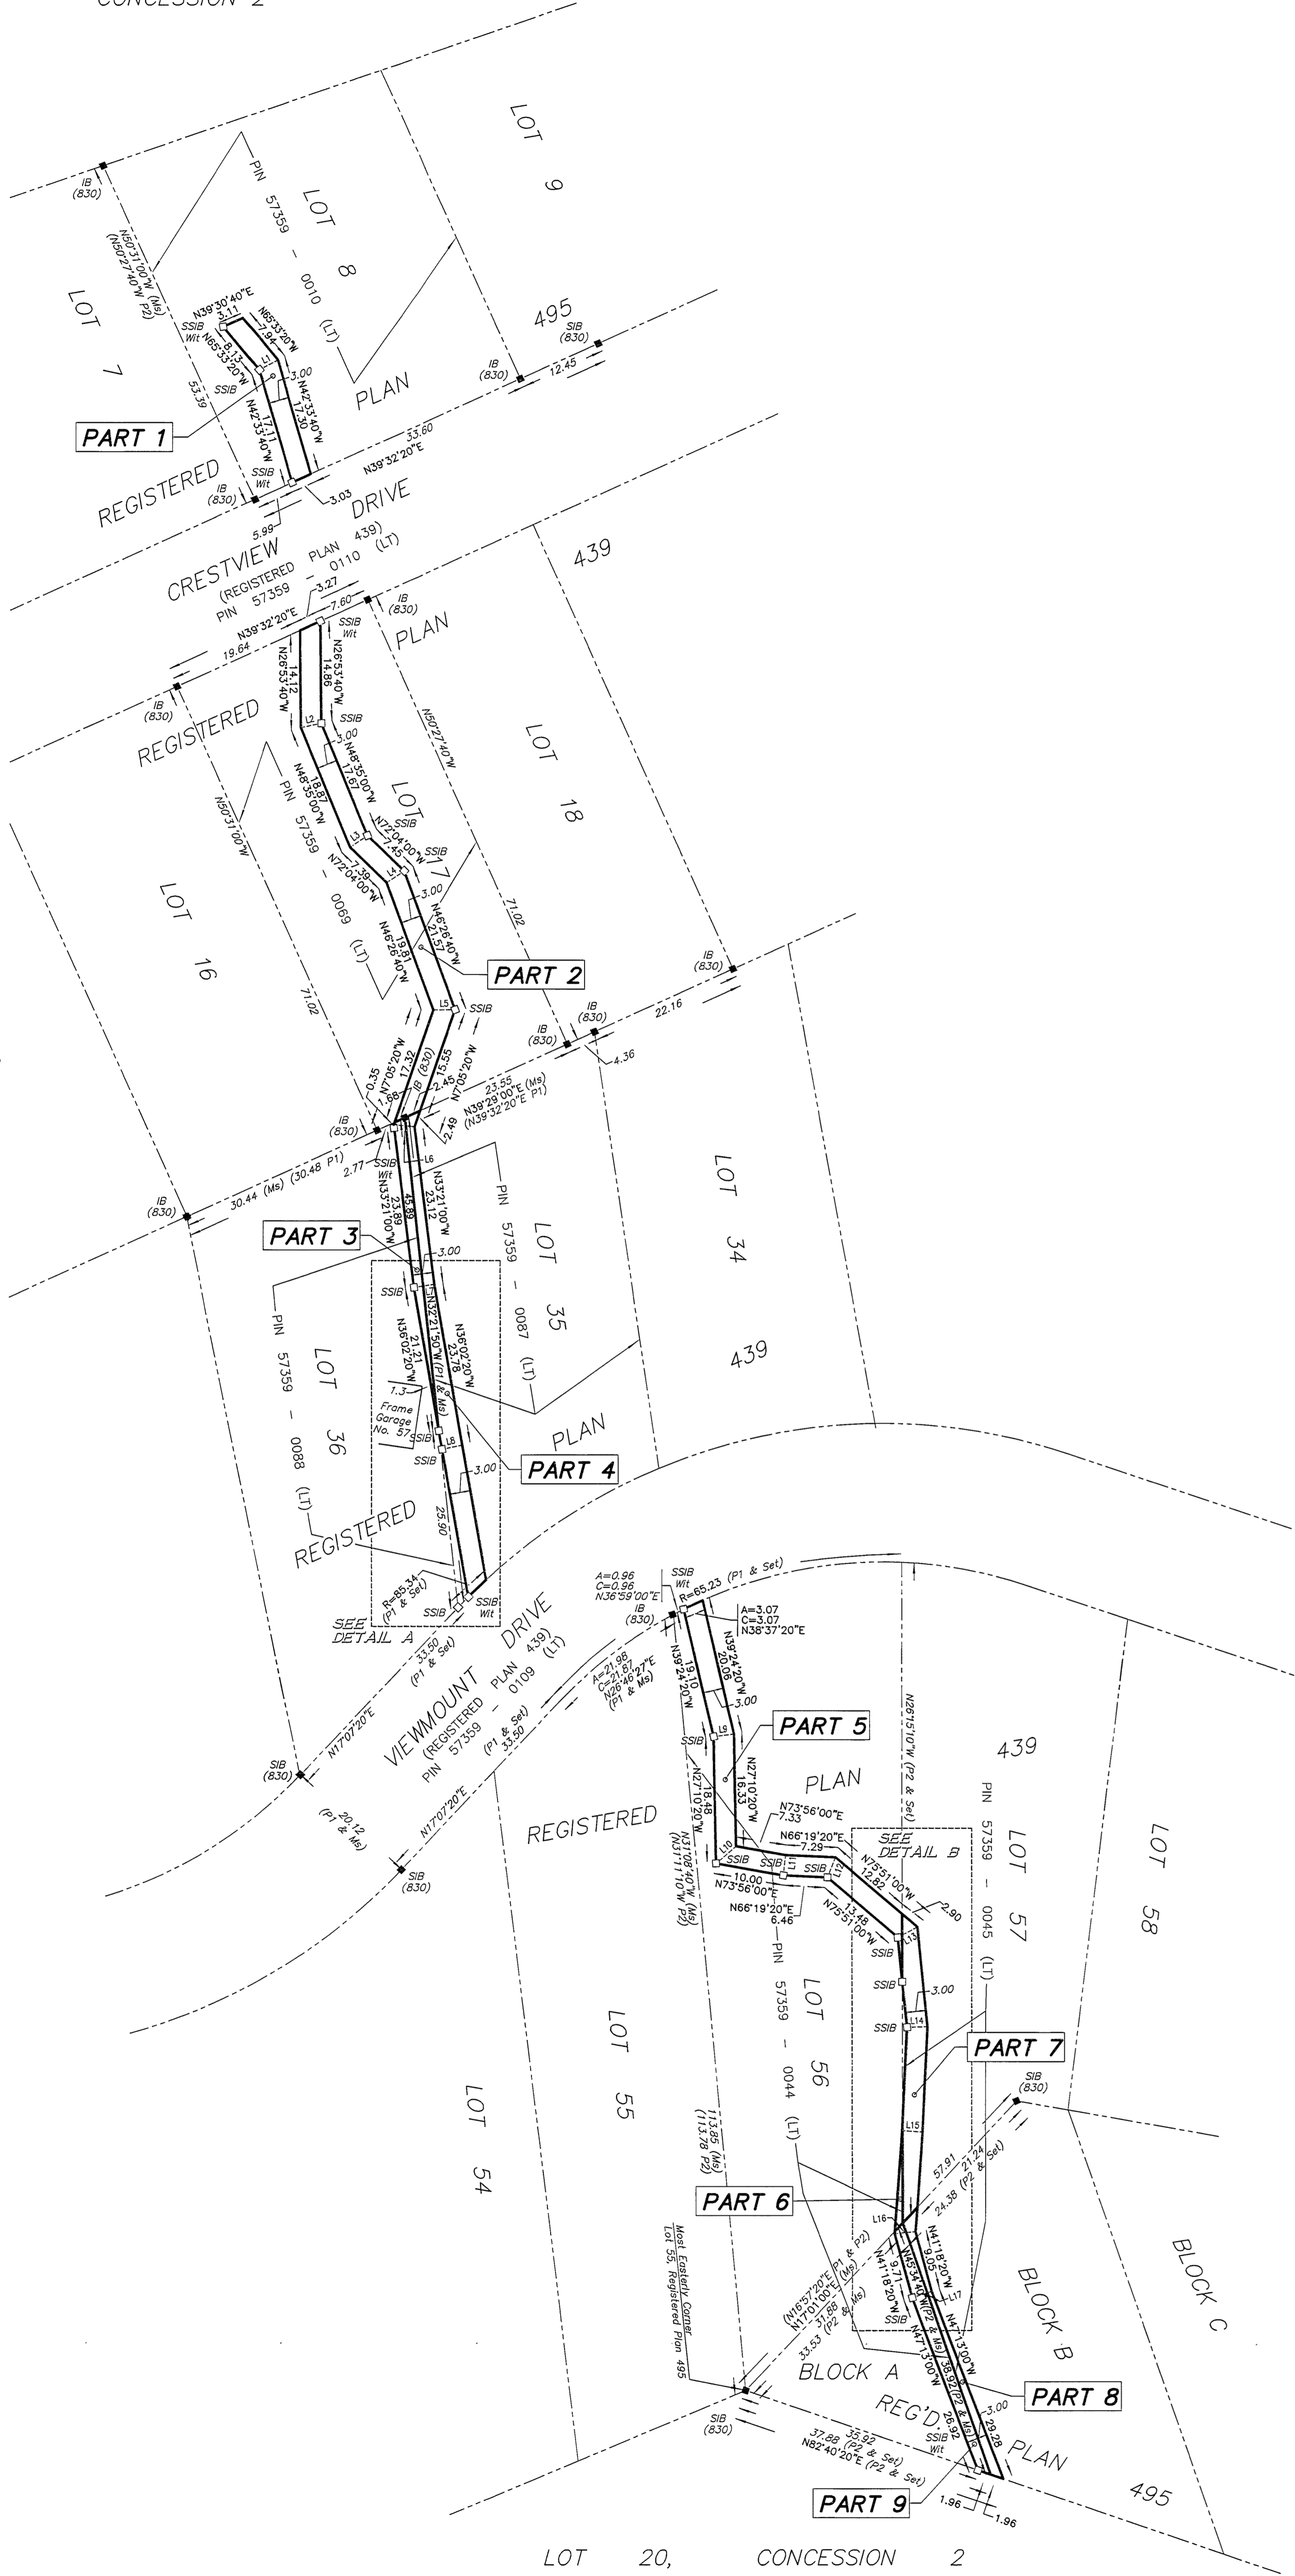 CONCESSION 2
LOT 9
LOT 8
PIN 57359 - 0010 (LT)
IB
(830)
N50°31'00"W (Ms)
(N50°27'40"W P2)
53.39
LOT 7
N39°30'40"E
3.11
SSIB
Wit
N65°33'20"W
7.94
8.13
N65°33'20"W
L1
3.00
SSIB
N42°33'40"W
17.30
17.11
N42°33'40"W
PART 1
495
SIB
(830)
IB
(830)
12.45
PLAN
33.60
N39°32'20"E
REGISTERED
SSIB
Wit
IB
(830)
3.03
5.99
CRESTVIEW DRIVE
(REGISTERED PLAN 439)
PIN 57359 - 0110 (LT)
439
3.27
7.60
IB
(830)
N39°32'20"E
SSIB
Wit
PLAN
19.64
IB
(830)
REGISTERED
N26°53'40"W
14.12
N26°53'40"W
14.86
L2
SSIB
3.00
N48°35'00"W
17.67
18.87
N48°35'00"W
N50°27'40"W
71.02
LOT 18
LOT 17
PIN 57359 - 0069 (LT)
N50°31'00"W
71.02
LOT 16
L3
N72°04'00"W
7.45
SSIB
SSIB
7.39
N72°04'00"W
L4
3.00
N46°26'40"W
21.57
19.81
N46°26'40"W
PART 2
L5
SSIB
IB
(830)
22.16
IB
(830)
IB
(830)
4.36
N7°05'20"W
17.32
IB (830)
15.55
N7°05'20"W
0.35
1.68
2.45
23.55
N39°29'00"E (Ms)
(N39°32'20"E P1)
2.49
IB
(830)
2.77
SSIB
Wit
L6
30.44 (Ms) (30.48 P1)
IB
(830)
N33°21'00"W
23.89
45.89
N33°21'00"W
23.12
PART 3
PIN 57359 - 0087 (LT)
LOT 35
LOT 34
3.00
SSIB
N32°21'50"W (P1 & Ms)
N36°02'20"W
21.21
N36°02'20"W
23.78
1.3
Frame
Garage
No. 57
SSIB
L8
SSIB
PIN 57359 - 0088 (LT)
LOT 36
439
PLAN
PART 4
3.00
25.90
REGISTERED
R=85.34
(P1 & Set)
SSIB
SSIB
Wit
SEE
DETAIL A
33.50
(P1 & Set)
VIEWMOUNT DRIVE
(REGISTERED PLAN 439)
PIN 57359 - 0109 (LT)
N17°07'20"E
SIB
(830)
20.12
(P1 & Ms)
SIB
(830)
N17°07'20"E
(P1 & Set)
33.50
A=21.98
C=21.87
N26°46'27"E
(P1 & Ms)
A=0.96
C=0.96
N36°59'00"E
SSIB
Wit
IB
(830)
R=65.23 (P1 & Set)
A=3.07
C=3.07
N38°37'20"E
N39°24'20"W
19.10
N39°24'20"W
20.06
3.00
L9
SSIB
PART 5
N27°10'20"W
18.48
N27°10'20"W
16.33
PLAN
439
REGISTERED
N73°56'00"E
7.33
N66°19'20"E
7.29
L10
SSIB
L11
SSIB
L12
SSIB
10.00
N73°56'00"E
N66°19'20"E
6.46
N75°51'00"W
12.82
2.90
13.48
N75°51'00"W
SEE
DETAIL B
N26°15'10"W (P2 & Set)
PIN 57359 - 0045 (LT)
LOT 57
LOT 58
L13
SSIB
SSIB
3.00
SSIB
L14
PART 7
L15
N31°08'40"W (Ms)
(N31°11'10"W P2)
PIN 57359 - 0044 (LT)
LOT 56
LOT 55
LOT 54
113.85 (Ms)
(113.78 P2)
SIB
(830)
57.91
21.24
24.38 (P2 & Set)
PART 6
L16
Most Easterly Corner
Lot 55, Registered Plan 495
(N16°57'20"E P1 & P2)
N17°01'00"E (Ms)
31.88
33.53 (P2 & Ms)
N41°18'20"W
9.71
N41°18'20"W
9.05
L17
N45°34'40"W (P2 & Ms)
38.92 (P2 & Ms)
SSIB
N47°13'00"W
26.92
N47°13'00"W
29.28
BLOCK A
BLOCK B
BLOCK C
REG'D. PLAN
495
PART 8
3.00
SSIB
Wit
SIB
(830)
35.92
37.88 (P2 & Set)
N82°40'20"E (P2 & Set)
PART 9
1.96
1.96
LOT 20, CONCESSION 2